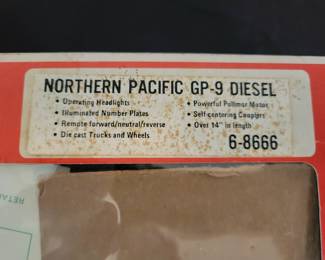 NORTHERN PACIFIC GP-9 DIESEL
• Operating Headlights
• Illuminated Number Plates
• Remote forward/neutral/reverse
• Die cast Trucks and Wheels
• Powerful Pullmor Motor
• Self-centering Couplers
• Over 14" in length
6-8666
RETA